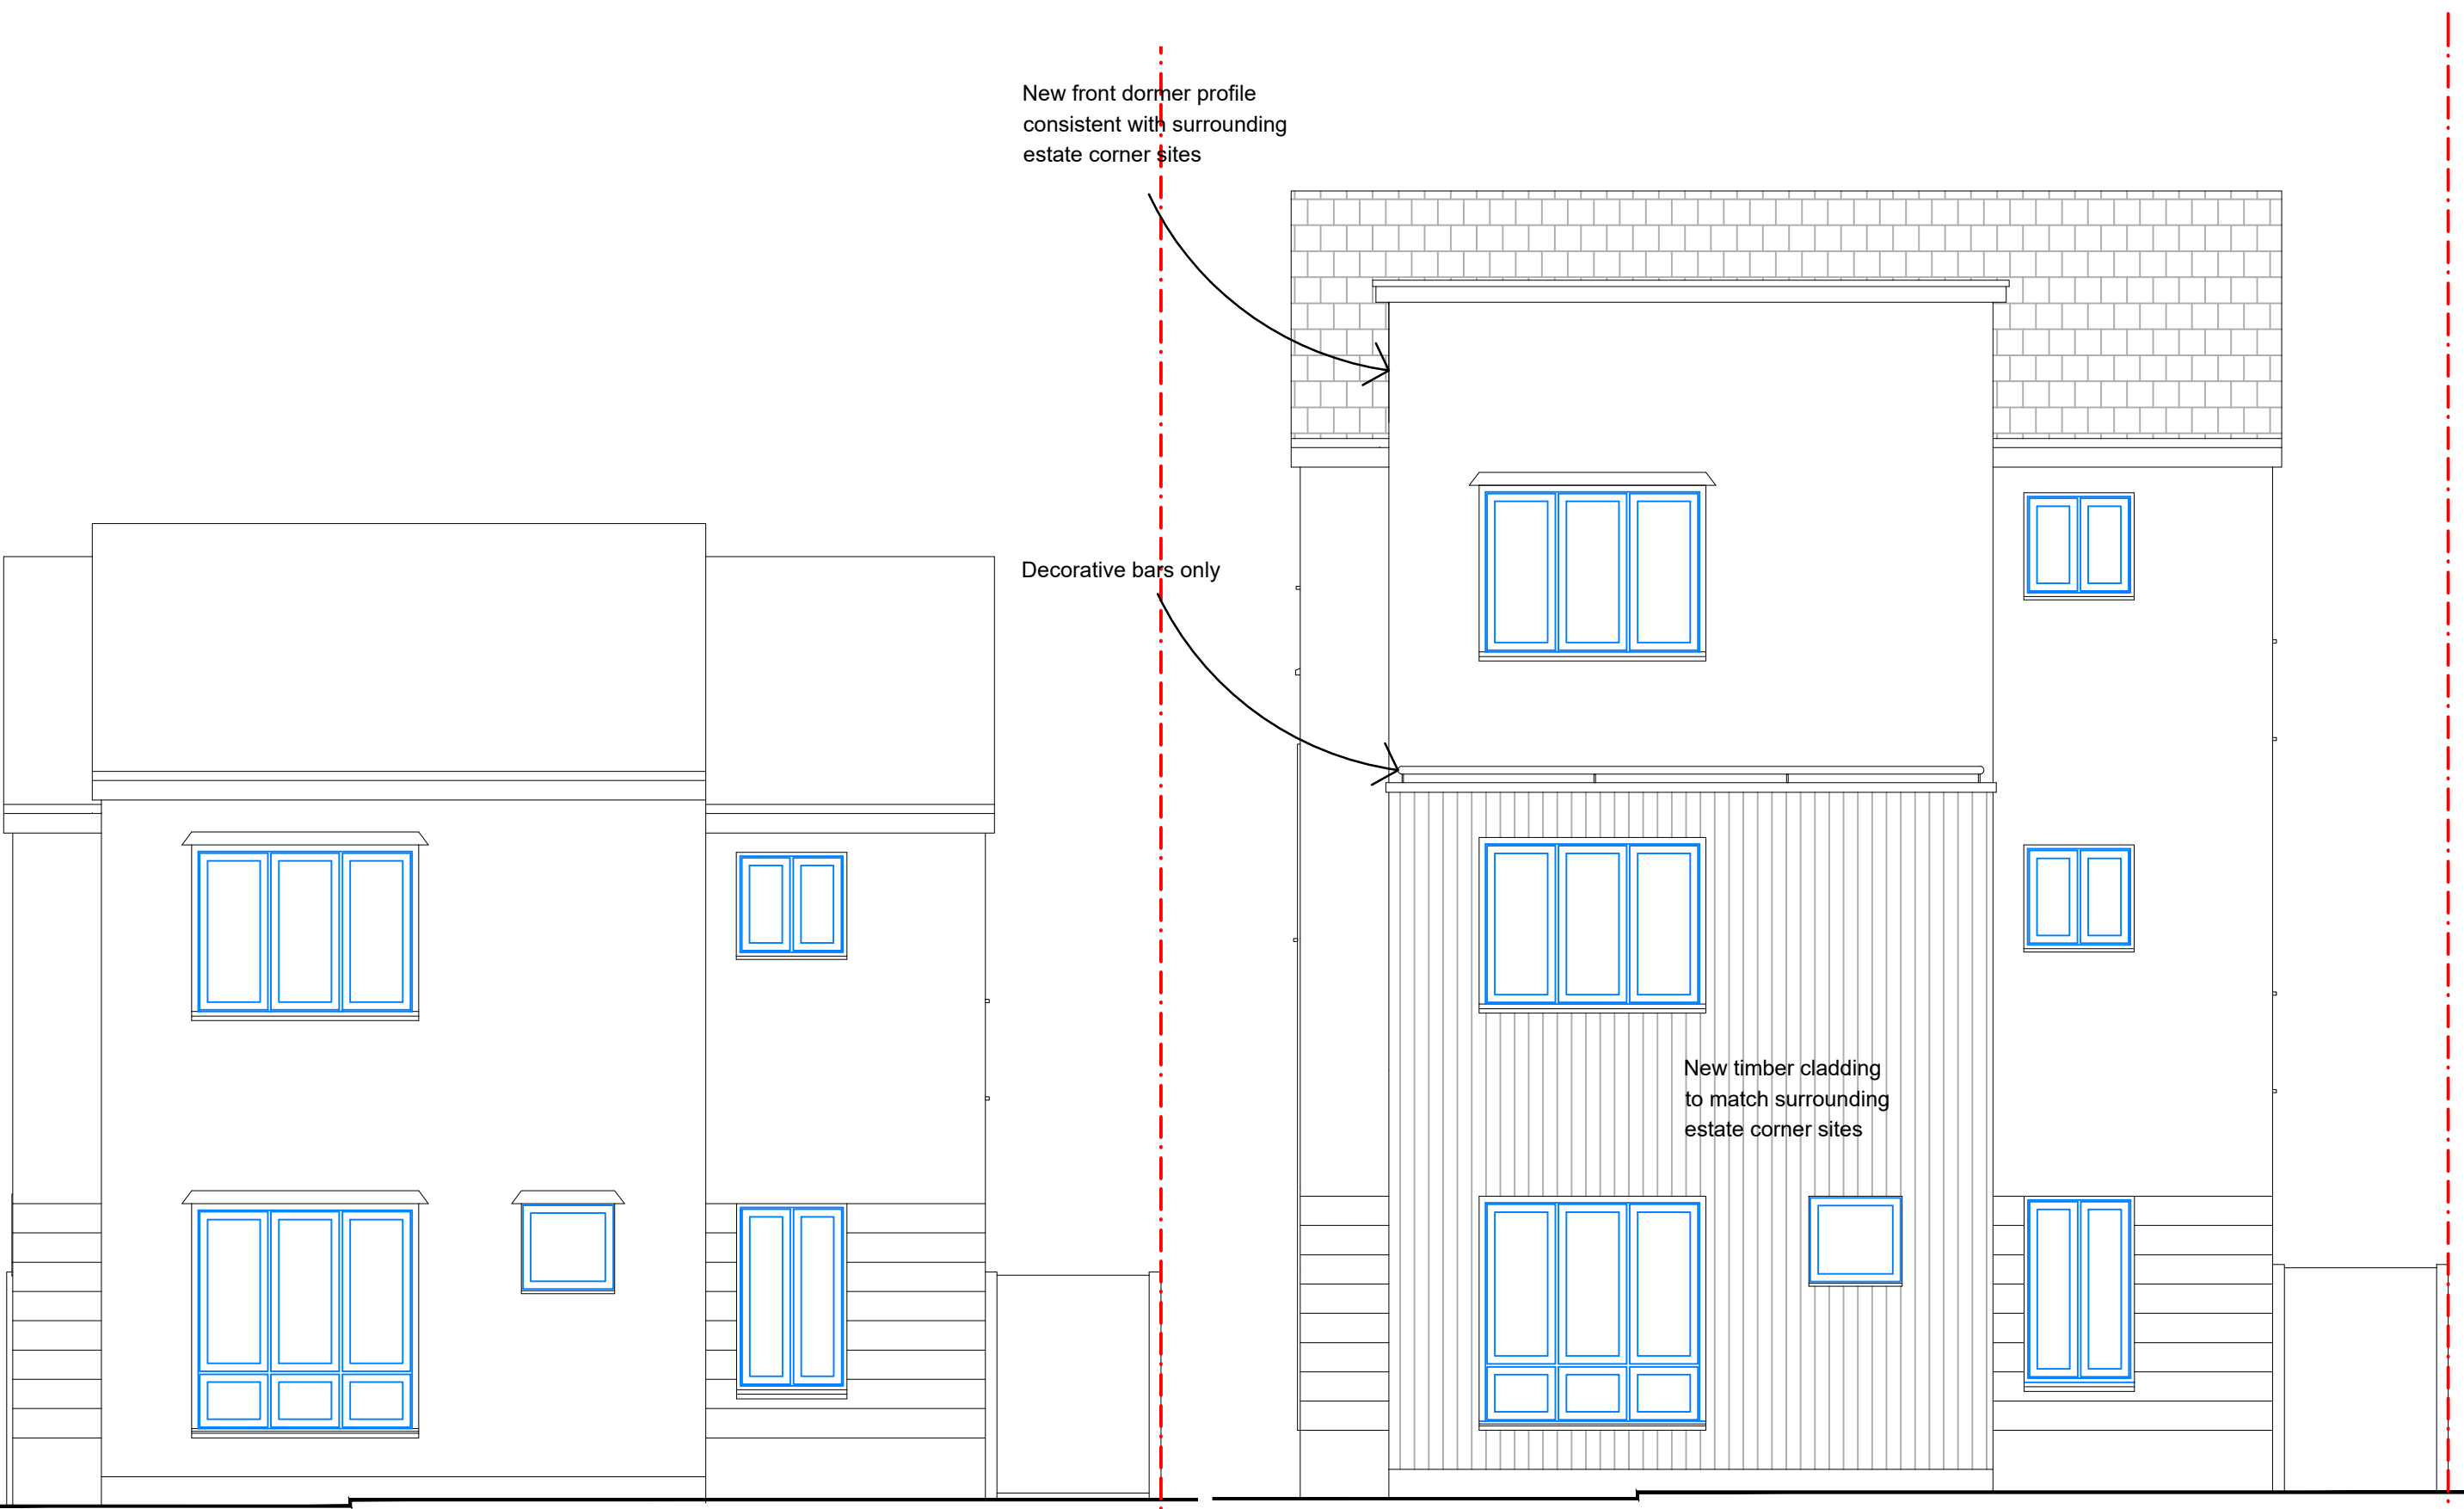 New front dormer profile
consistent with surrounding
estate corner sites
Decorative bars only
New timber cladding
to match surrounding
estate corner sites